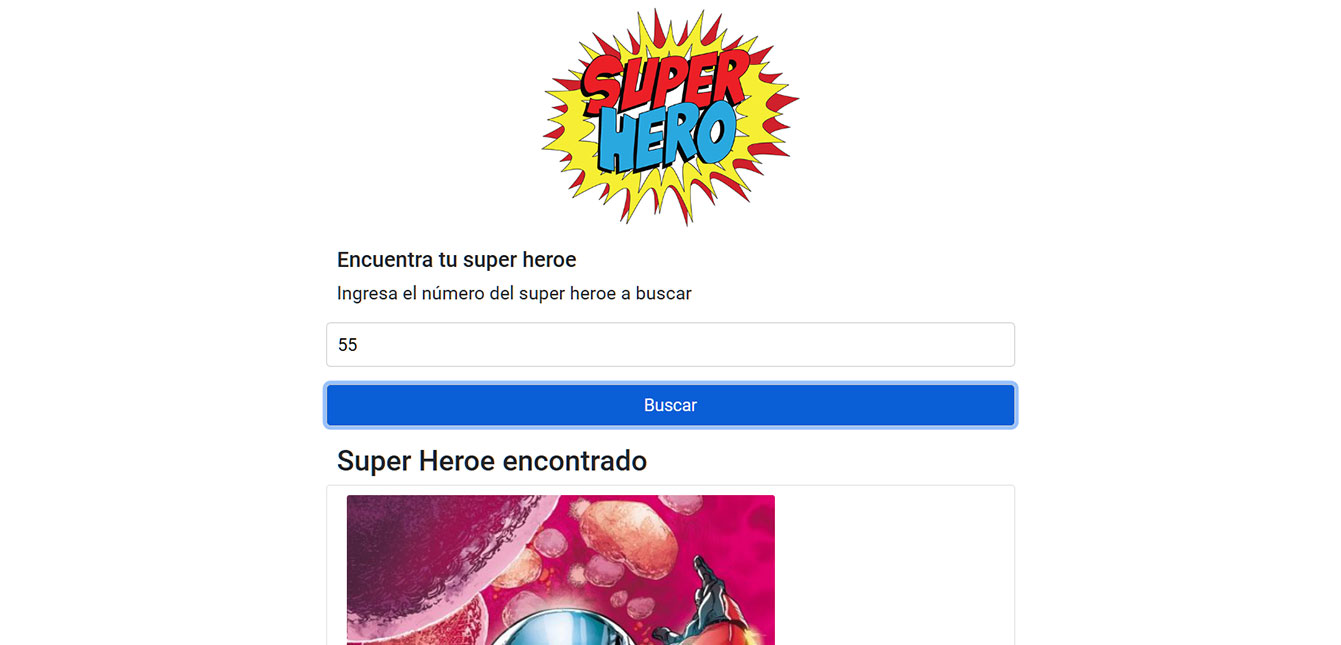 SUPER
HERO
Encuentra tu super heroe
Ingresa el número del super heroe a buscar
55
Buscar
Super Heroe encontrado